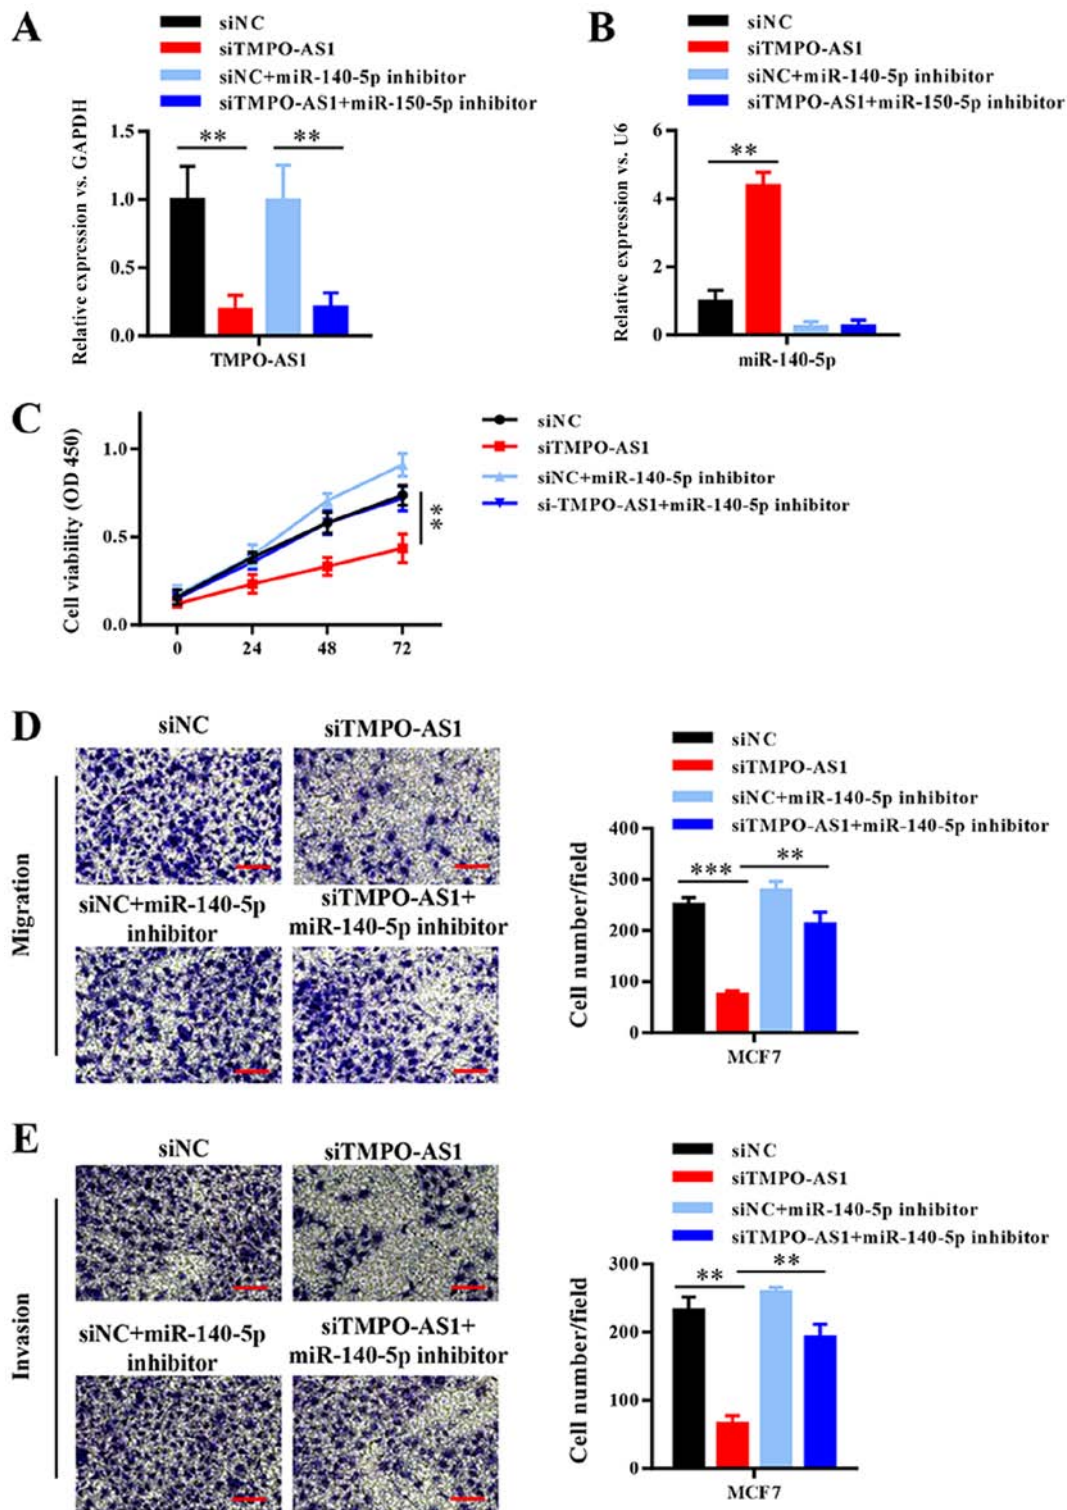 A
siNC
siTMPO-AS1
siNC+miR-140-5p inhibitor
siTMPO-AS1+miR-150-5p inhibitor
Relative expression vs. GAPDH
1.5
1.0
0.5
0.0
** **
TMPO-AS1
B
siNC
siTMPO-AS1
siNC+miR-140-5p inhibitor
siTMPO-AS1+miR-150-5p inhibitor
Relative expression vs. U6
6
4
2
0
**
miR-140-5p
C
Cell viability (OD 450)
1.0
0.5
0.0
0 24 48 72
**
siNC
siTMPO-AS1
siNC+miR-140-5p inhibitor
si-TMPO-AS1+miR-140-5p inhibitor
D
Migration
siNC
siTMPO-AS1
siNC+miR-140-5p
inhibitor
siTMPO-AS1+
miR-140-5p inhibitor
siNC
siTMPO-AS1
siNC+miR-140-5p inhibitor
siTMPO-AS1+miR-140-5p inhibitor
Cell number/field
400
300
200
100
0
*** **
MCF7
E
Invasion
siNC
siTMPO-AS1
siNC+miR-140-5p
inhibitor
siTMPO-AS1+
miR-140-5p inhibitor
siNC
siTMPO-AS1
siNC+miR-140-5p inhibitor
siTMPO-AS1+miR-140-5p inhibitor
Cell number/field
300
200
100
0
** **
MCF7